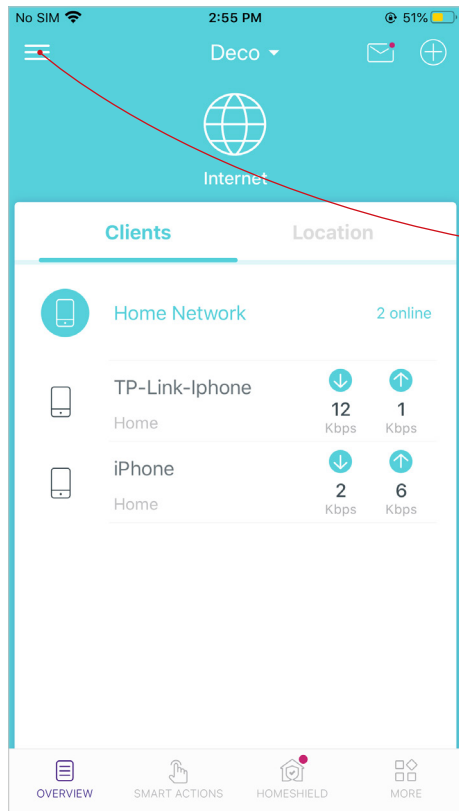 No SIM 2:55 PM 51%
Deco
Internet
Clients Location
Home Network 2 online
TP-Link-Iphone
Home
12 Kbps
1 Kbps
iPhone
Home
2 Kbps
6 Kbps
OVERVIEW SMART ACTIONS HOMESHIELD MORE